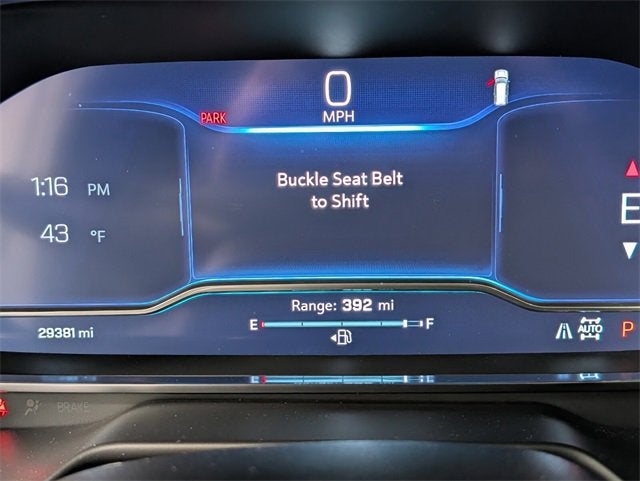 0
MPH
PARK
Buckle Seat Belt
to Shift
1:16 PM
43 °F
E
Range: 392 mi
E F
29381 mi
AUTO
P
BRAKE